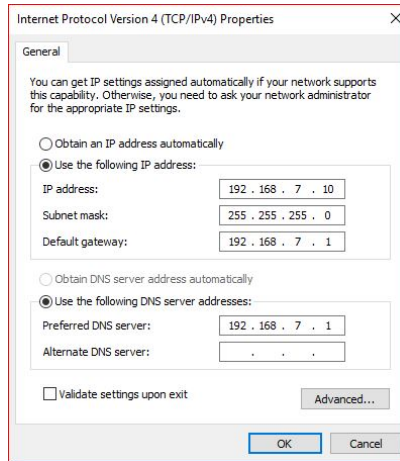 Internet Protocol Version 4 (TCP/IPv4) Properties
General
You can get IP settings assigned automatically if your network supports
this capability. Otherwise, you need to ask your network administrator
for the appropriate IP settings.
Obtain an IP address automatically
Use the following IP address:
IP address: 192 . 168 . 7 . 10
Subnet mask: 255 . 255 . 255 . 0
Default gateway: 192 . 168 . 7 . 1
Obtain DNS server address automatically
Use the following DNS server addresses:
Preferred DNS server: 192 . 168 . 7 . 1
Alternate DNS server: . . .
Validate settings upon exit
Advanced...
OK Cancel